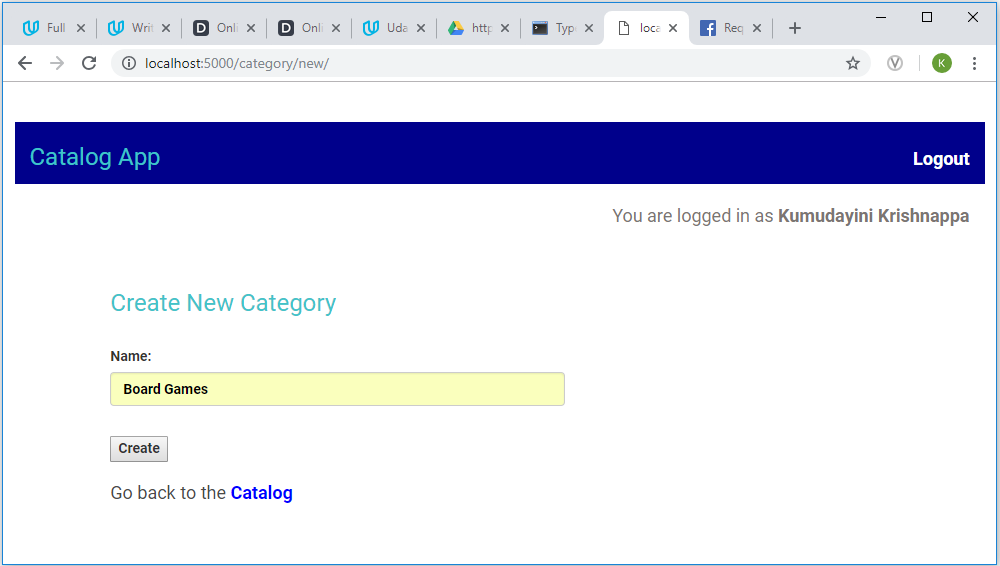 Full
Writ
Onli
Onli
Uda
http
Type
loca
Req
localhost:5000/category/new/
K
Catalog App
Logout
You are logged in as Kumudayini Krishnappa
Create New Category
Name:
Board Games
Create
Go back to the Catalog